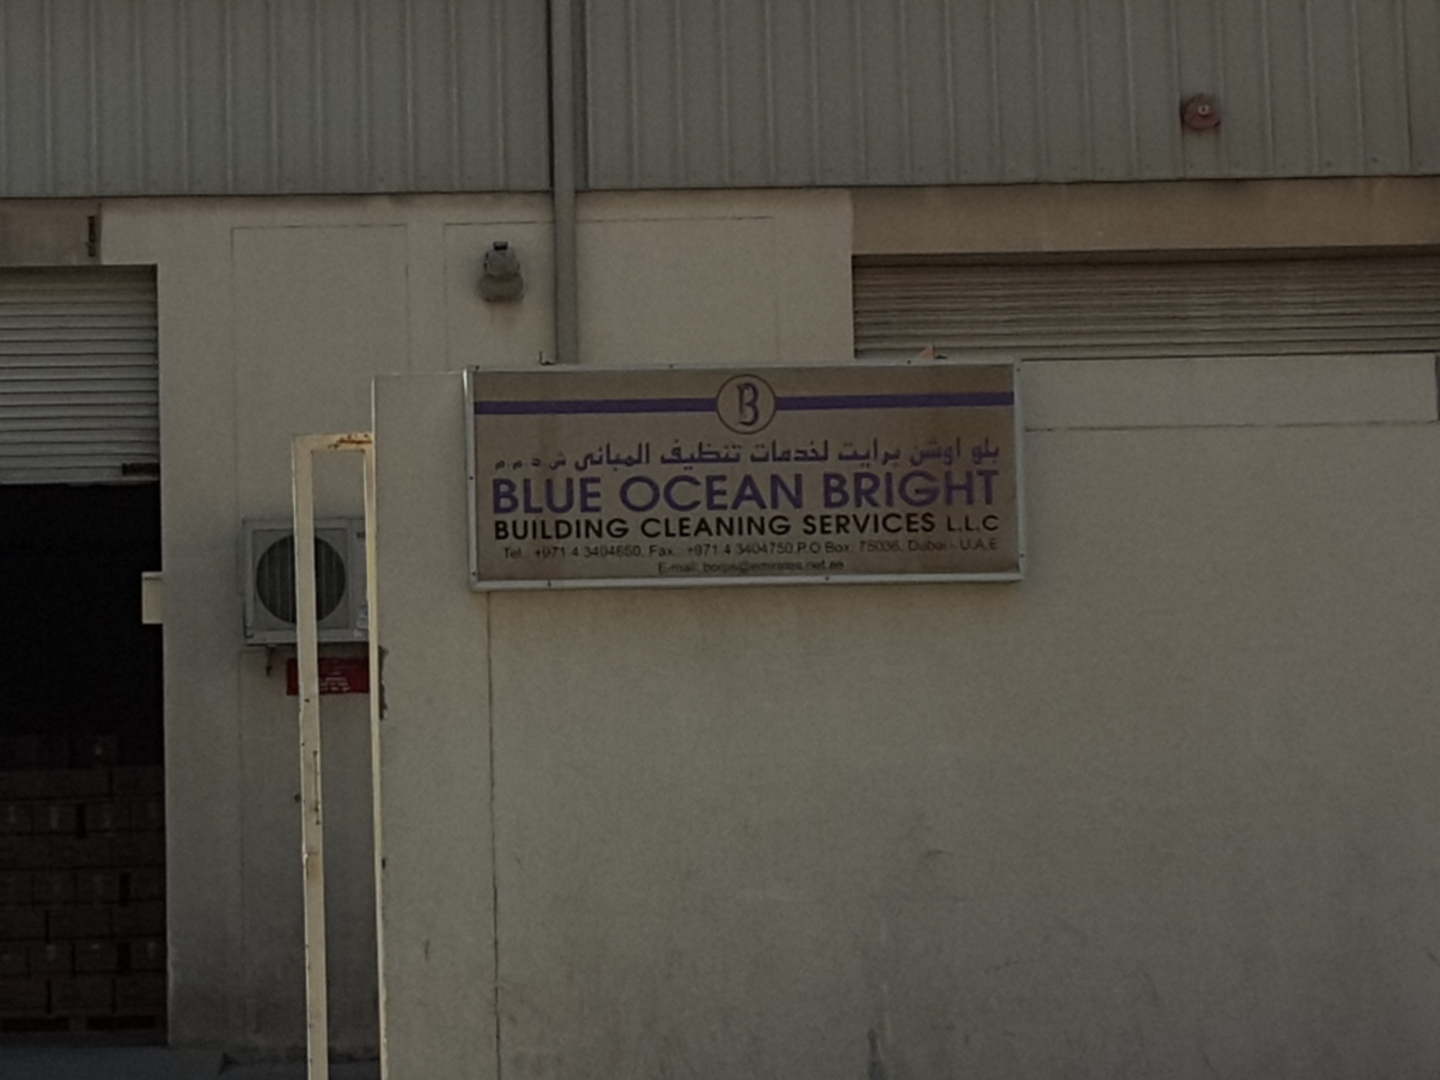 B
بلو اوشن برايت لخدمات تنظيف المباني ش.ذ.م.م
BLUE OCEAN BRIGHT
BUILDING CLEANING SERVICES L.L.C
Tel.: +971 4 3404650, Fax.: +971 4 3404750 P.O Box: 75036, Dubai - U.A.E
E-mail: